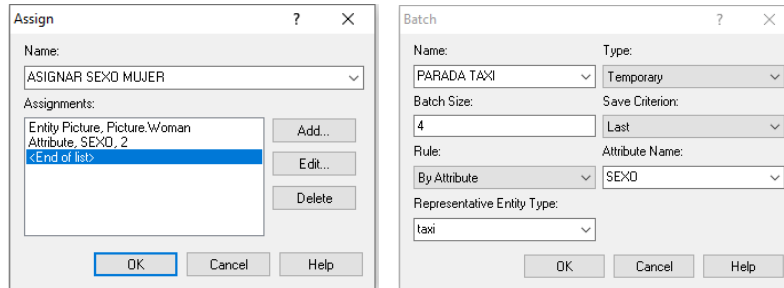 Assign
?
Name:
ASIGNAR SEXO MUJER
Assignments:
Entity Picture, Picture.Woman
Attribute, SEXO, 2
<End of list>
Add...
Edit...
Delete
OK
Cancel
Help
Batch
?
Name:
Type:
PARADA TAXI
Temporary
Batch Size:
Save Criterion:
4
Last
Rule:
Attribute Name:
By Attribute
SEXO
Representative Entity Type:
taxi
OK
Cancel
Help